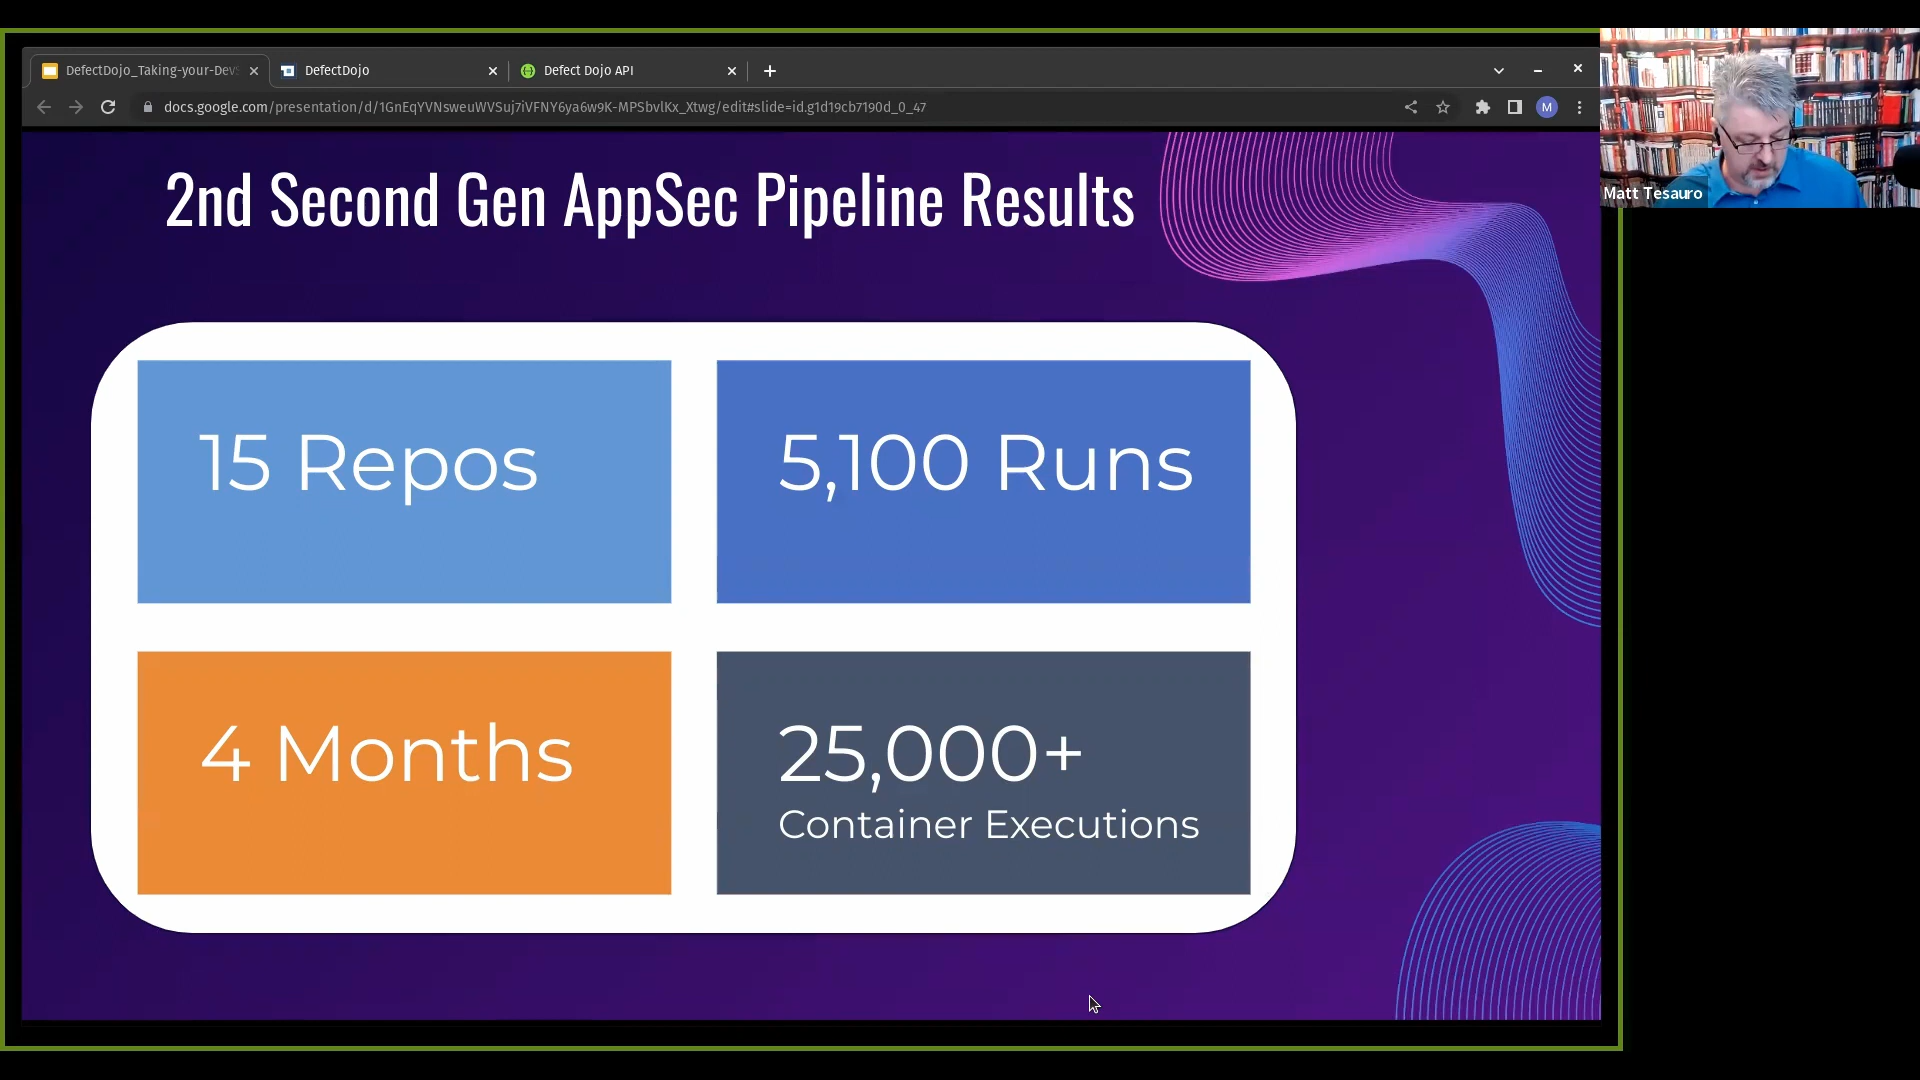 DefectDojo_Taking-your-Dev
DefectDojo
Defect Dojo API
docs.google.com/presentation/d/1GnEqYVNsweuWVSuj7iVFNY6ya6w9K-MPSbvlKx_Xtwg/edit#slide=id.g1d19cb7190d_0_47
M
Matt Tesauro
2nd Second Gen AppSec Pipeline Results
15 Repos
5,100 Runs
4 Months
25,000+
Container Executions